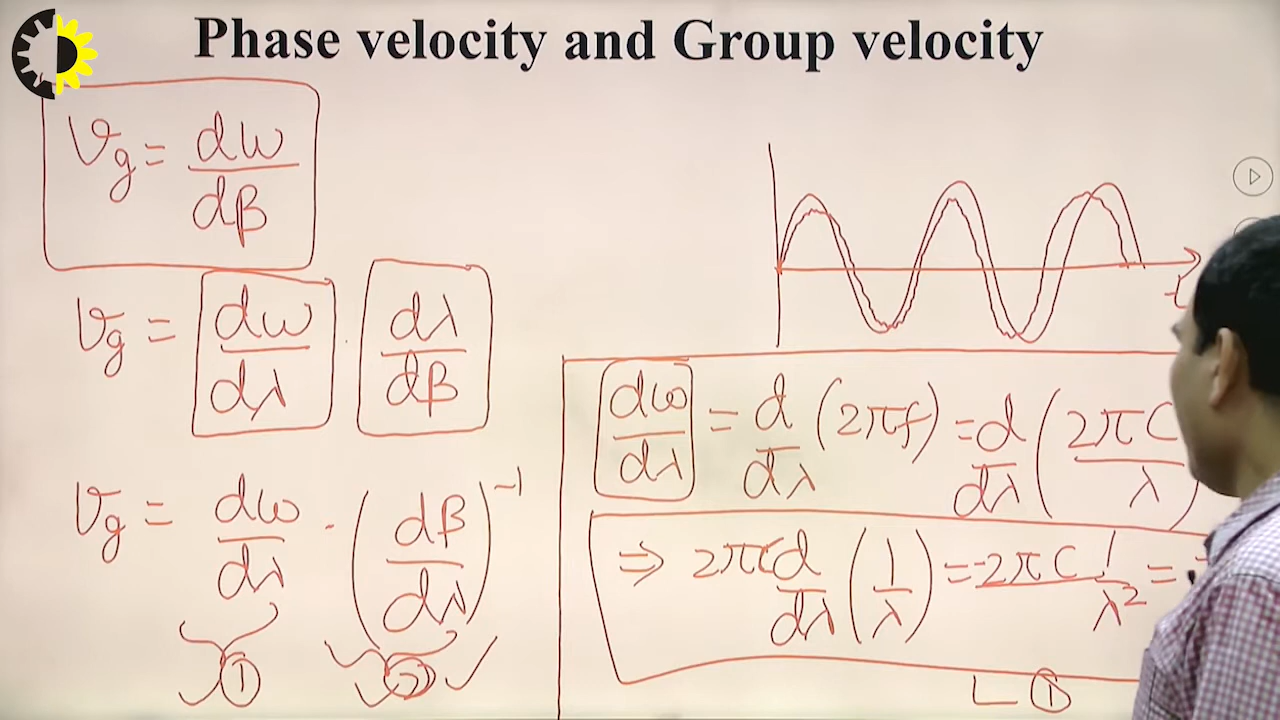 Phase velocity and Group velocity
Vg = dω/dβ
Vg = dω/dλ · dλ/dβ
Vg = dω/dλ · (dβ/dλ)⁻¹
① ②
t
dω/dλ = d/dλ (2πf) = d/dλ (2πC/λ)
⇒ 2πC d/dλ (1/λ) = -2πC 1/λ² =
①